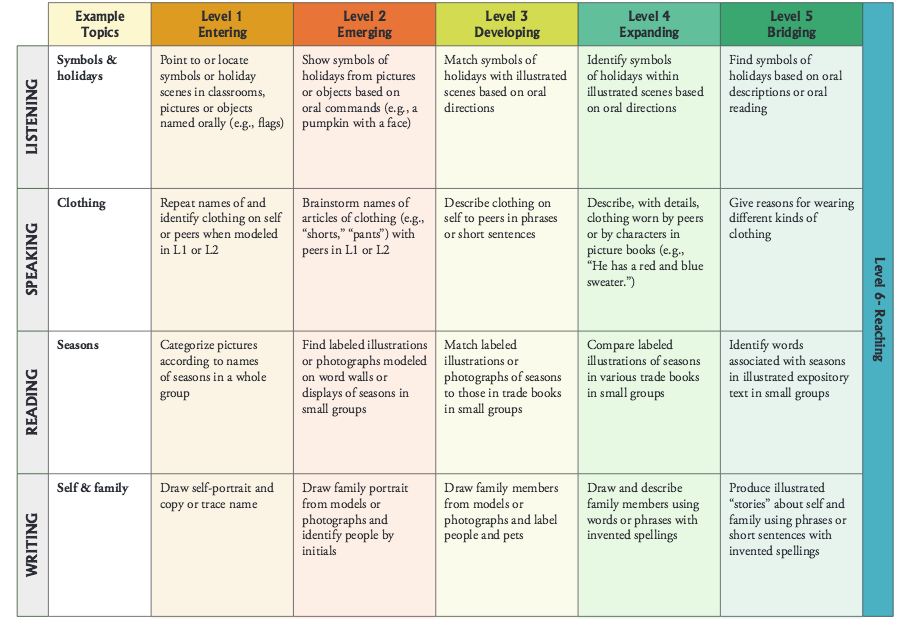 Example
Topics
Level 1
Entering
Level 2
Emerging
Level 3
Developing
Level 4
Expanding
Level 5
Bridging
LISTENING
Symbols &
holidays
Point to or locate
symbols or holiday
scenes in classrooms,
pictures or objects
named orally (e.g., flags)
Show symbols of
holidays from pictures
or objects based on
oral commands (e.g., a
pumpkin with a face)
Match symbols of
holidays with illustrated
scenes based on oral
directions
Identify symbols
of holidays within
illustrated scenes based
on oral directions
Find symbols of
holidays based on oral
descriptions or oral
reading
SPEAKING
Clothing
Repeat names of and
identify clothing on self
or peers when modeled
in L1 or L2
Brainstorm names of
articles of clothing (e.g.,
“shorts,” “pants”) with
peers in L1 or L2
Describe clothing on
self to peers in phrases
or short sentences
Describe, with details,
clothing worn by peers
or by characters in
picture books (e.g.,
“He has a red and blue
sweater.”)
Give reasons for wearing
different kinds of
clothing
READING
Seasons
Categorize pictures
according to names
of seasons in a whole
group
Find labeled illustrations
or photographs modeled
on word walls or
displays of seasons in
small groups
Match labeled
illustrations or
photographs of seasons
to those in trade books
in small groups
Compare labeled
illustrations of seasons
in various trade books
in small groups
Identify words
associated with seasons
in illustrated expository
text in small groups
WRITING
Self & family
Draw self-portrait and
copy or trace name
Draw family portrait
from models or
photographs and
identify people by
initials
Draw family members
from models or
photographs and label
people and pets
Draw and describe
family members using
words or phrases with
invented spellings
Produce illustrated
“stories” about self and
family using phrases or
short sentences with
invented spellings
Level 6- Reaching